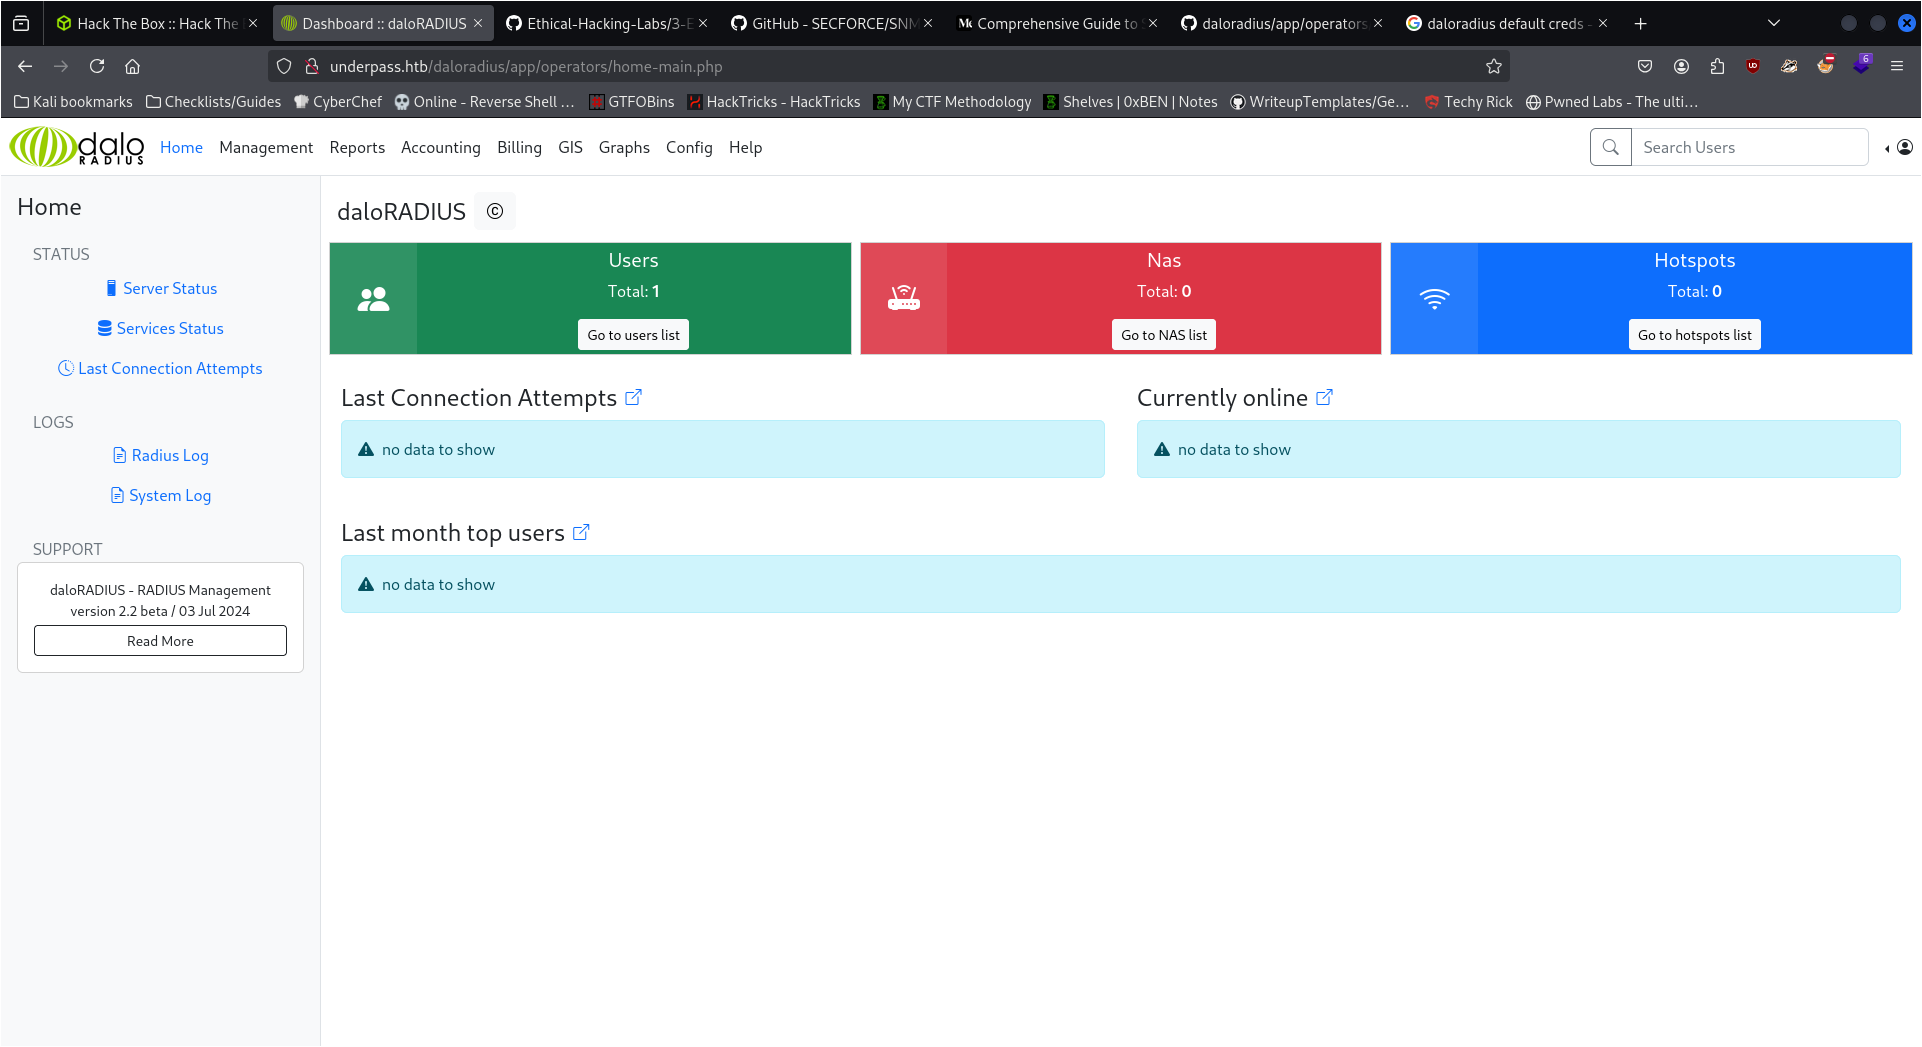 Hack The Box :: Hack The
Dashboard :: daloRADIUS
Ethical-Hacking-Labs/3-E
GitHub - SECFORCE/SNM
Comprehensive Guide to
daloradius/app/operators
daloradius default creds -
underpass.htb/daloradius/app/operators/home-main.php
6
Kali bookmarks
Checklists/Guides
CyberChef
Online - Reverse Shell …
GTFOBins
HackTricks - HackTricks
My CTF Methodology
Shelves | 0xBEN | Notes
WriteupTemplates/Ge…
Techy Rick
Pwned Labs - The ulti…
dalo
RADIUS
Home
Management
Reports
Accounting
Billing
GIS
Graphs
Config
Help
Search Users
Home
STATUS
Server Status
Services Status
Last Connection Attempts
LOGS
Radius Log
System Log
SUPPORT
daloRADIUS - RADIUS Management
version 2.2 beta / 03 Jul 2024
Read More
daloRADIUS ©
Users
Total: 1
Go to users list
Nas
Total: 0
Go to NAS list
Hotspots
Total: 0
Go to hotspots list
Last Connection Attempts
no data to show
Currently online
no data to show
Last month top users
no data to show